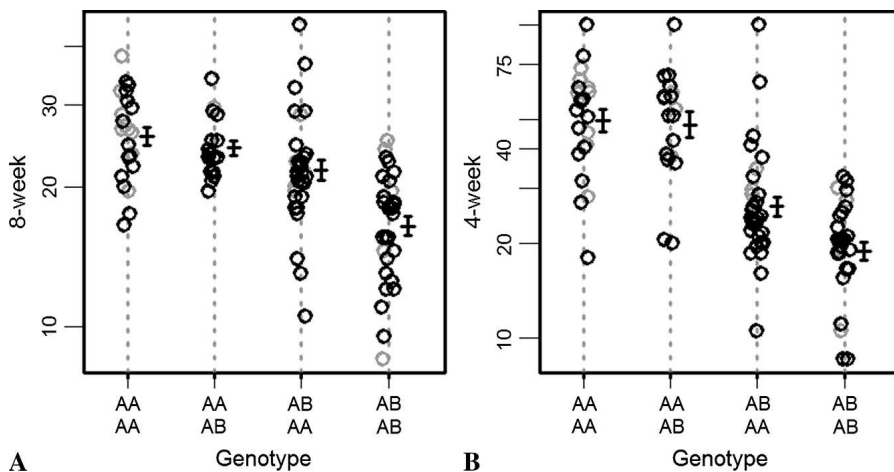 8-week
30
20
10
AA AA AB AB
AA AB AA AB
A Genotype
4-week
75
40
20
10
AA AA AB AB
AA AB AA AB
B Genotype